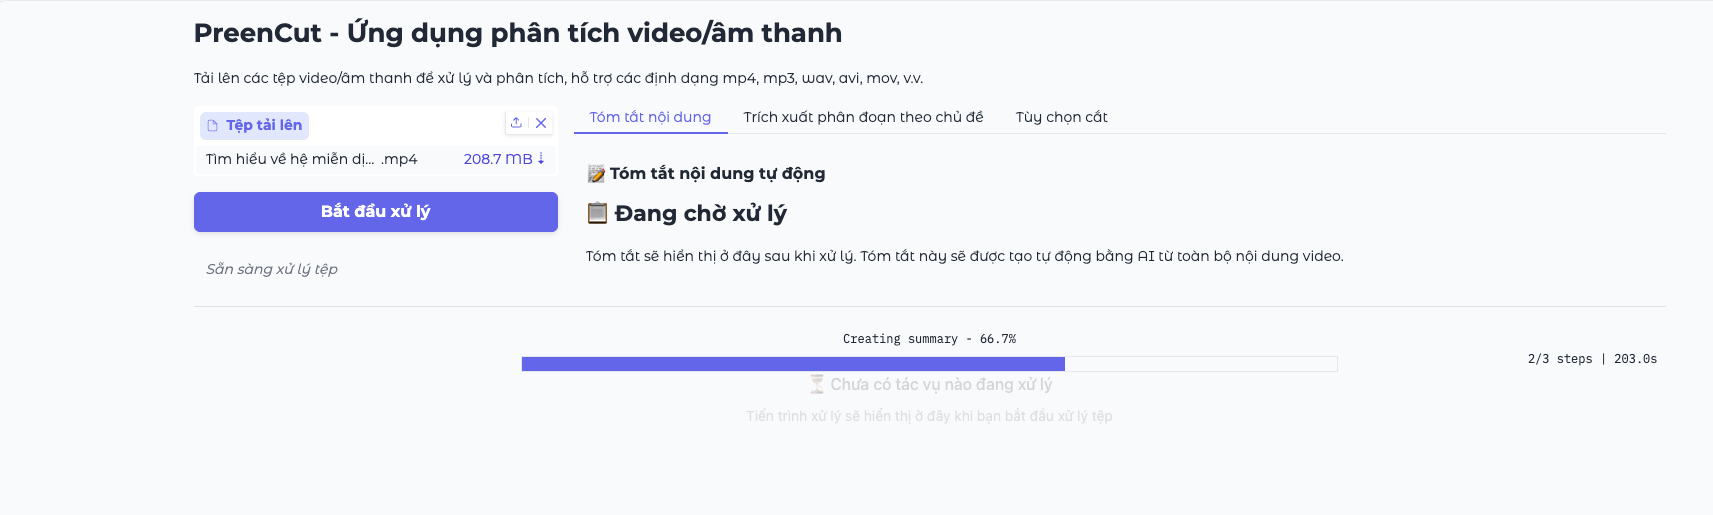 PreenCut - Ứng dụng phân tích video/âm thanh
Tải lên các tệp video/âm thanh để xử lý và phân tích, hỗ trợ các định dạng mp4, mp3, wav, avi, mov, v.v.
Tệp tải lên
Tìm hiểu về hệ miễn dị... .mp4 208.7 MB ⇣
Bắt đầu xử lý
Sẵn sàng xử lý tệp
Tóm tắt nội dung Trích xuất phân đoạn theo chủ đề Tùy chọn cắt
📝 Tóm tắt nội dung tự động
📋 Đang chờ xử lý
Tóm tắt sẽ hiển thị ở đây sau khi xử lý. Tóm tắt này sẽ được tạo tự động bằng AI từ toàn bộ nội dung video.
Creating summary - 66.7%
2/3 steps | 203.0s
⏳ Chưa có tác vụ nào đang xử lý
Tiến trình xử lý sẽ hiển thị ở đây khi bạn bắt đầu xử lý tệp